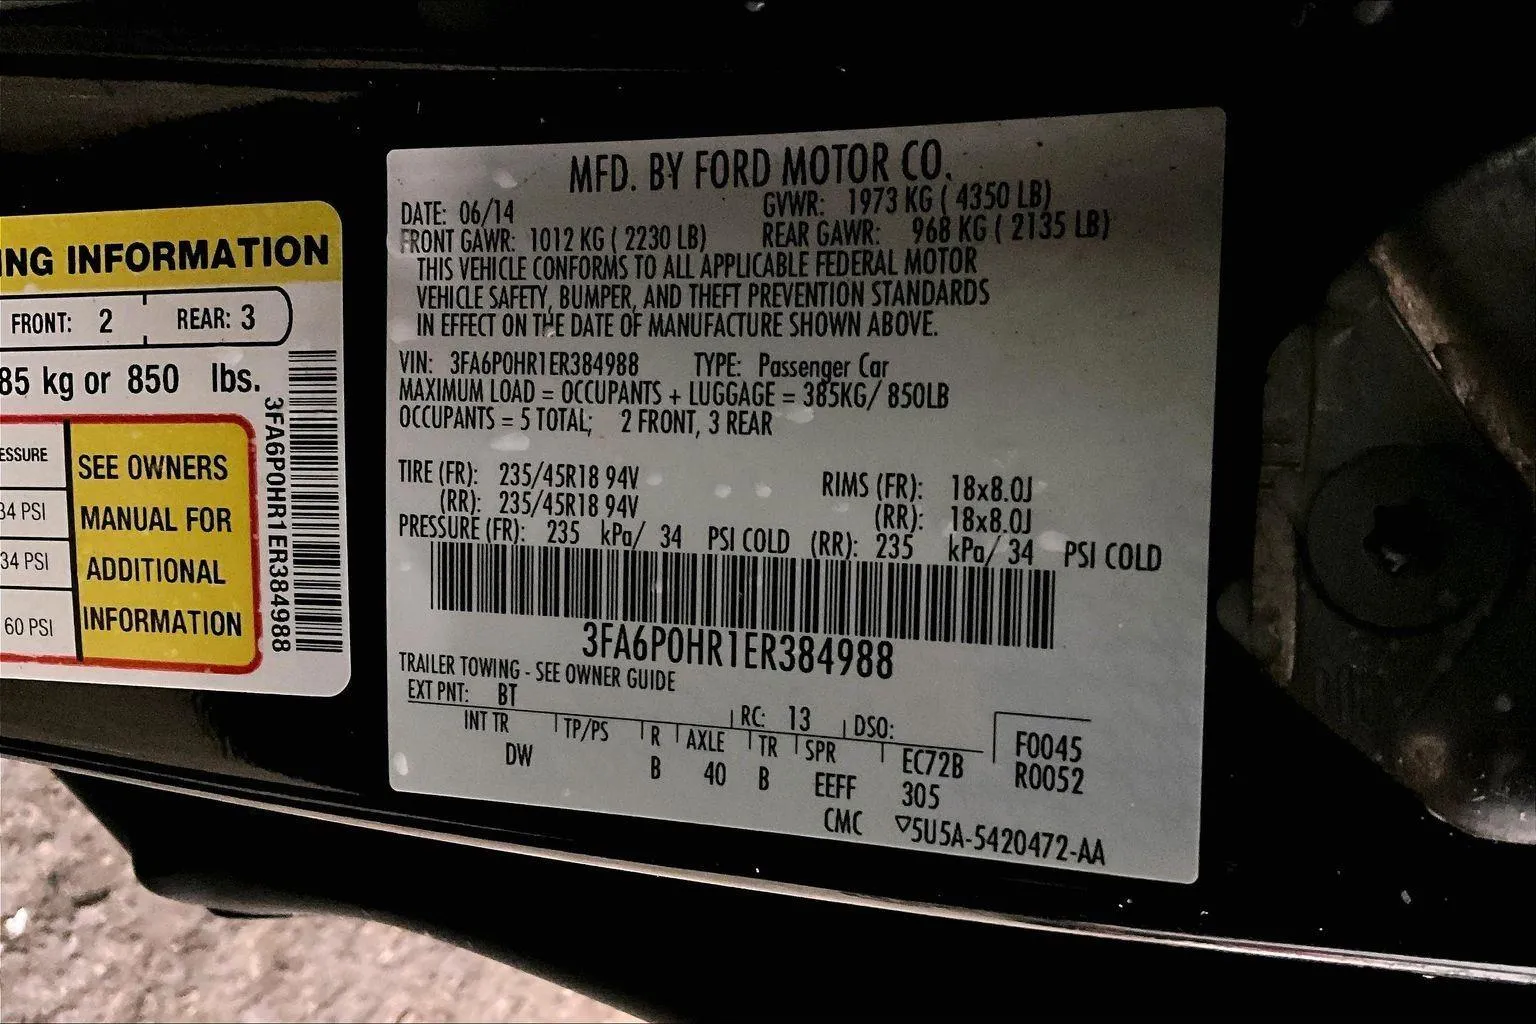 ING INFORMATION
FRONT: 2 REAR: 3
85 kg or 850 lbs.
ESSURE
34 PSI
34 PSI
60 PSI
SEE OWNERS
MANUAL FOR
ADDITIONAL
INFORMATION
3FA6P0HR1ER384988
MFD. BY FORD MOTOR CO.
DATE: 06/14 GVWR: 1973 KG ( 4350 LB)
FRONT GAWR: 1012 KG ( 2230 LB) REAR GAWR: 968 KG ( 2135 LB)
THIS VEHICLE CONFORMS TO ALL APPLICABLE FEDERAL MOTOR
VEHICLE SAFETY, BUMPER, AND THEFT PREVENTION STANDARDS
IN EFFECT ON THE DATE OF MANUFACTURE SHOWN ABOVE.
VIN: 3FA6P0HR1ER384988 TYPE: Passenger Car
MAXIMUM LOAD = OCCUPANTS + LUGGAGE = 385KG/ 850LB
OCCUPANTS = 5 TOTAL; 2 FRONT, 3 REAR
TIRE (FR): 235/45R18 94V RIMS (FR): 18x8.0J
(RR): 235/45R18 94V (RR): 18x8.0J
PRESSURE (FR): 235 kPa/ 34 PSI COLD (RR): 235 kPa/ 34 PSI COLD
3FA6P0HR1ER384988
TRAILER TOWING - SEE OWNER GUIDE
EXT PNT: BT RC: 13 DSO:
INT TR TP/PS R AXLE TR SPR EC72B F0045
DW B 40 B EEFF 305 R0052
CMC ▽5U5A-5420472-AA